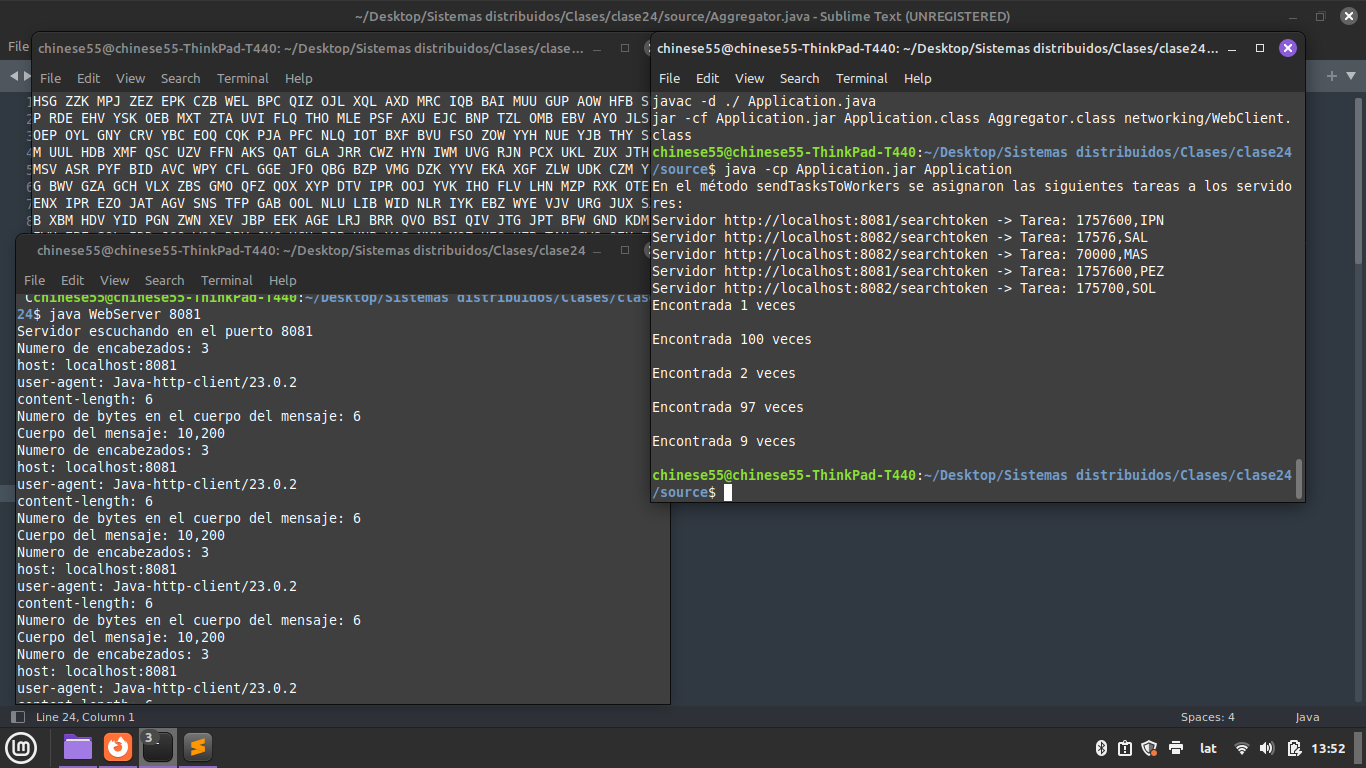 ~/Desktop/Sistemas distribuidos/Clases/clase24/source/Aggregator.java - Sublime Text (UNREGISTERED)
File
chinese55@chinese55-ThinkPad-T440: ~/Desktop/Sistemas distribuidos/Clases/clase...
File Edit View Search Terminal Help
HSG ZZK MPJ ZEZ EPK CZB WEL BPC QIZ OJL XQL AXD MRC IQB BAI MUU GUP AOW HFB S
P RDE EHV YSK OEB MXT ZTA UVI FLQ THO MLE PSF AXU EJC BNP TZL OMB EBV AYO JLS
OEP OYL GNY CRV YBC EOQ CQK PJA PFC NLQ IOT BXF BVU FSO ZOW YYH NUE YJB THY S
M UUL HDB XMF QSC UZV FFN AKS QAT GLA JRR CWZ HYN IWM UVG RJN PCX UKL ZUX JTH
MSV ASR PYF BID AVC WPY CFL GGE JFO QBG BZP VMG DZK YYV EKA XGF ZLW UDK CZM Y
G BWV GZA GCH VLX ZBS GMO QFZ QOX XYP DTV IPR OOJ YVK IHO FLV LHN MZP RXK OTE
ENX IPR EZO JAT AGV SNS TFP GAB OOL NLU LIB WID NLR IYK EBZ WYE VJV URG JUX S
B XBM HDV YID PGN ZWN XEV JBP EEK AGE LRJ BRR QVO BSI QIV JTG JPT BFW GND KDM
chinese55@chinese55-ThinkPad-T440: ~/Desktop/Sistemas distribuidos/Clases/clase24
File Edit View Search Terminal Help
Cchinese55@chinese55-ThinkPad-T440:~/Desktop/Sistemas distribuidos/Clases/clase
24$ java WebServer 8081
Servidor escuchando en el puerto 8081
Numero de encabezados: 3
host: localhost:8081
user-agent: Java-http-client/23.0.2
content-length: 6
Numero de bytes en el cuerpo del mensaje: 6
Cuerpo del mensaje: 10,200
Numero de encabezados: 3
host: localhost:8081
user-agent: Java-http-client/23.0.2
content-length: 6
Numero de bytes en el cuerpo del mensaje: 6
Cuerpo del mensaje: 10,200
Numero de encabezados: 3
host: localhost:8081
user-agent: Java-http-client/23.0.2
content-length: 6
Numero de bytes en el cuerpo del mensaje: 6
Cuerpo del mensaje: 10,200
Numero de encabezados: 3
host: localhost:8081
user-agent: Java-http-client/23.0.2
content-length: 6
chinese55@chinese55-ThinkPad-T440: ~/Desktop/Sistemas distribuidos/Clases/clase24...
File Edit View Search Terminal Help
javac -d ./ Application.java
jar -cf Application.jar Application.class Aggregator.class networking/WebClient.
class
chinese55@chinese55-ThinkPad-T440:~/Desktop/Sistemas distribuidos/Clases/clase24
/source$ java -cp Application.jar Application
En el método sendTasksToWorkers se asignaron las siguientes tareas a los servido
res:
Servidor http://localhost:8081/searchtoken -> Tarea: 1757600,IPN
Servidor http://localhost:8082/searchtoken -> Tarea: 17576,SAL
Servidor http://localhost:8082/searchtoken -> Tarea: 70000,MAS
Servidor http://localhost:8081/searchtoken -> Tarea: 1757600,PEZ
Servidor http://localhost:8082/searchtoken -> Tarea: 175700,SOL
Encontrada 1 veces
Encontrada 100 veces
Encontrada 2 veces
Encontrada 97 veces
Encontrada 9 veces
chinese55@chinese55-ThinkPad-T440:~/Desktop/Sistemas distribuidos/Clases/clase24
/source$
Line 24, Column 1
Spaces: 4
Java
3
lat
13:52